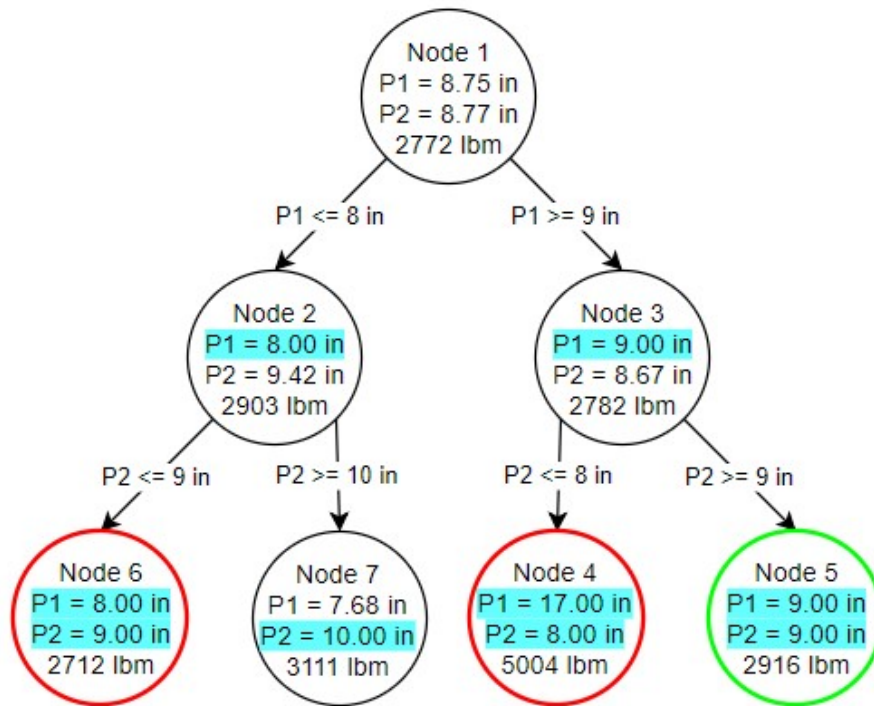 Node 1
P1 = 8.75 in
P2 = 8.77 in
2772 lbm
P1 <= 8 in
P1 >= 9 in
Node 2
P1 = 8.00 in
P2 = 9.42 in
2903 lbm
Node 3
P1 = 9.00 in
P2 = 8.67 in
2782 lbm
P2 <= 9 in
P2 >= 10 in
P2 <= 8 in
P2 >= 9 in
Node 6
P1 = 8.00 in
P2 = 9.00 in
2712 lbm
Node 7
P1 = 7.68 in
P2 = 10.00 in
3111 lbm
Node 4
P1 = 17.00 in
P2 = 8.00 in
5004 lbm
Node 5
P1 = 9.00 in
P2 = 9.00 in
2916 lbm